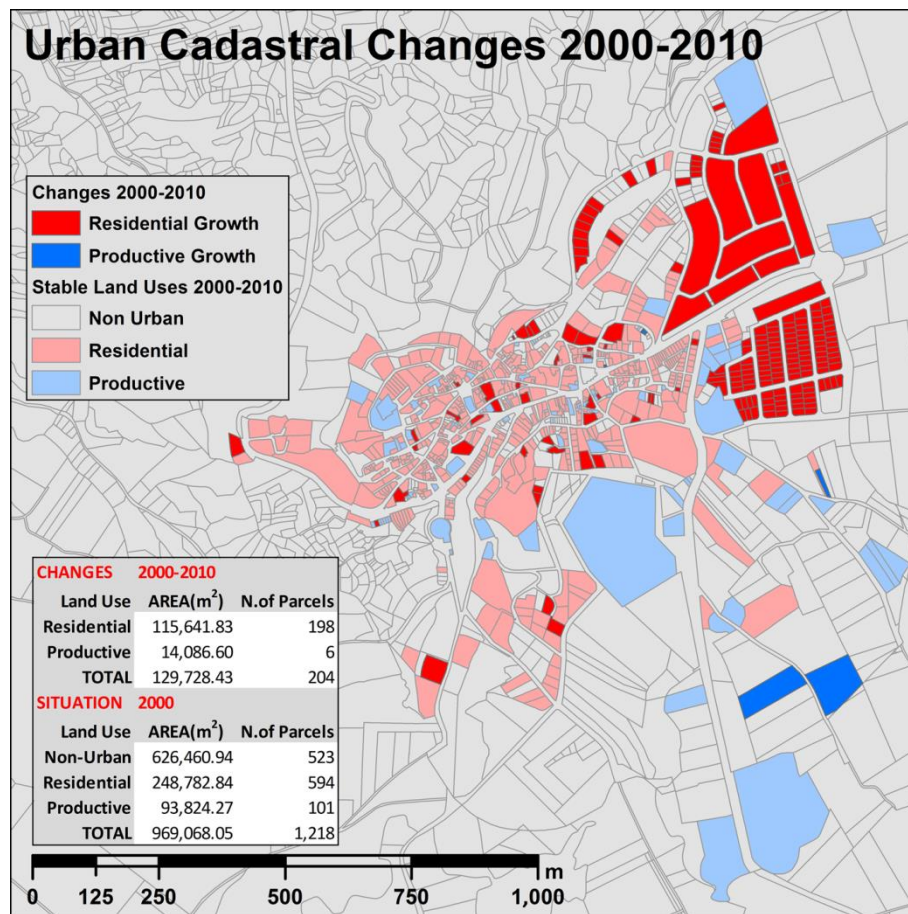 Urban Cadastral Changes 2000-2010
Changes 2000-2010
Residential Growth
Productive Growth
Stable Land Uses 2000-2010
Non Urban
Residential
Productive
CHANGES 2000-2010
Land Use AREA(m²) N.of Parcels
Residential 115,641.83 198
Productive 14,086.60 6
TOTAL 129,728.43 204
SITUATION 2000
Land Use AREA(m²) N.of Parcels
Non-Urban 626,460.94 523
Residential 248,782.84 594
Productive 93,824.27 101
TOTAL 969,068.05 1,218
m
0 125 250 500 750 1,000